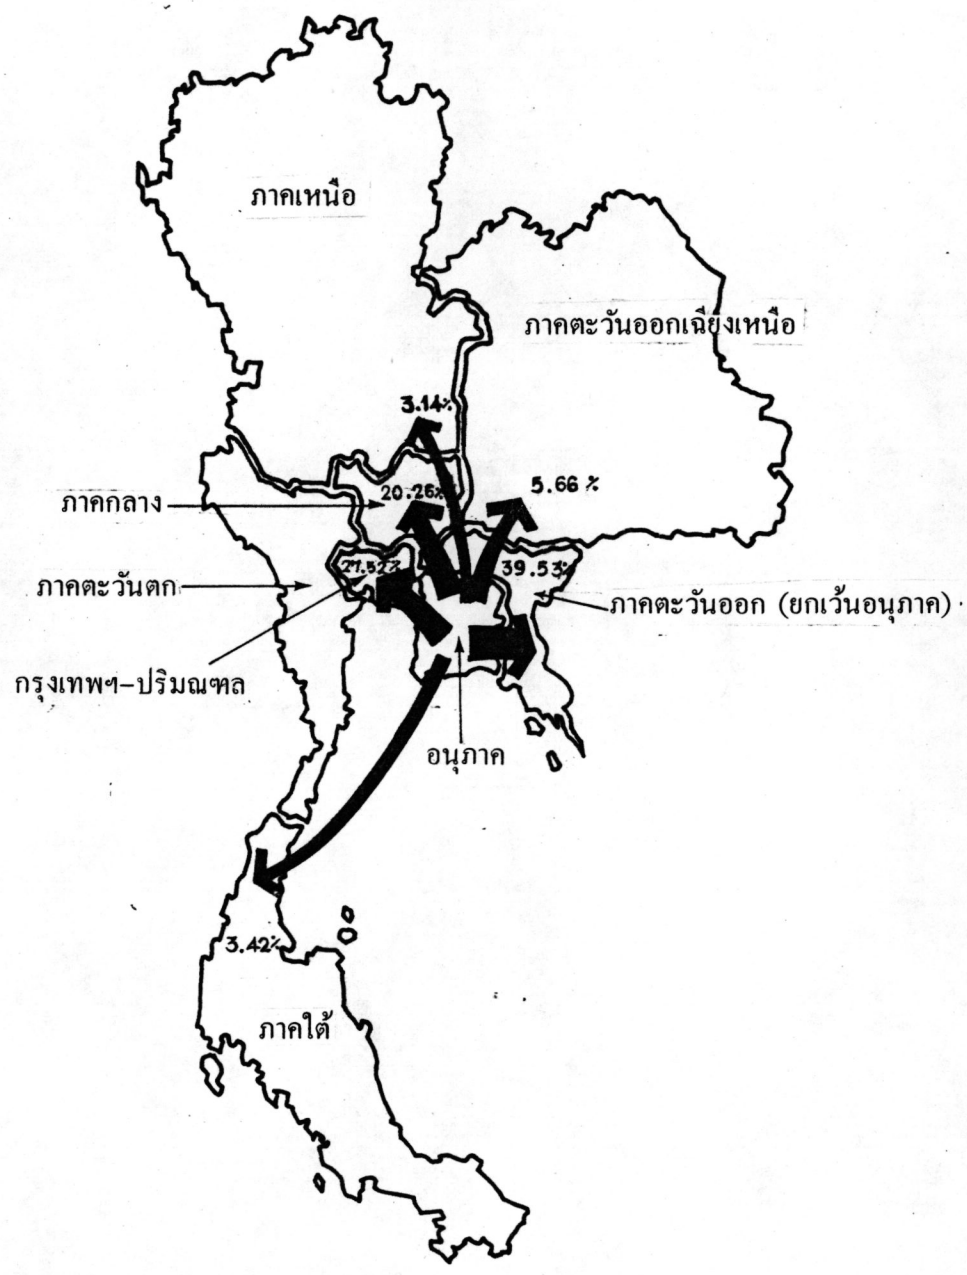 ภาคเหนือ
ภาคตะวันออกเฉียงเหนือ
3.14%
20.26%
5.66 %
ภาคกลาง
39.53%
ภาคตะวันตก
ภาคตะวันออก (ยกเว้นอนุภาค)
กรุงเทพฯ-ปริมณฑล
อนุภาค
3.42%
ภาคใต้